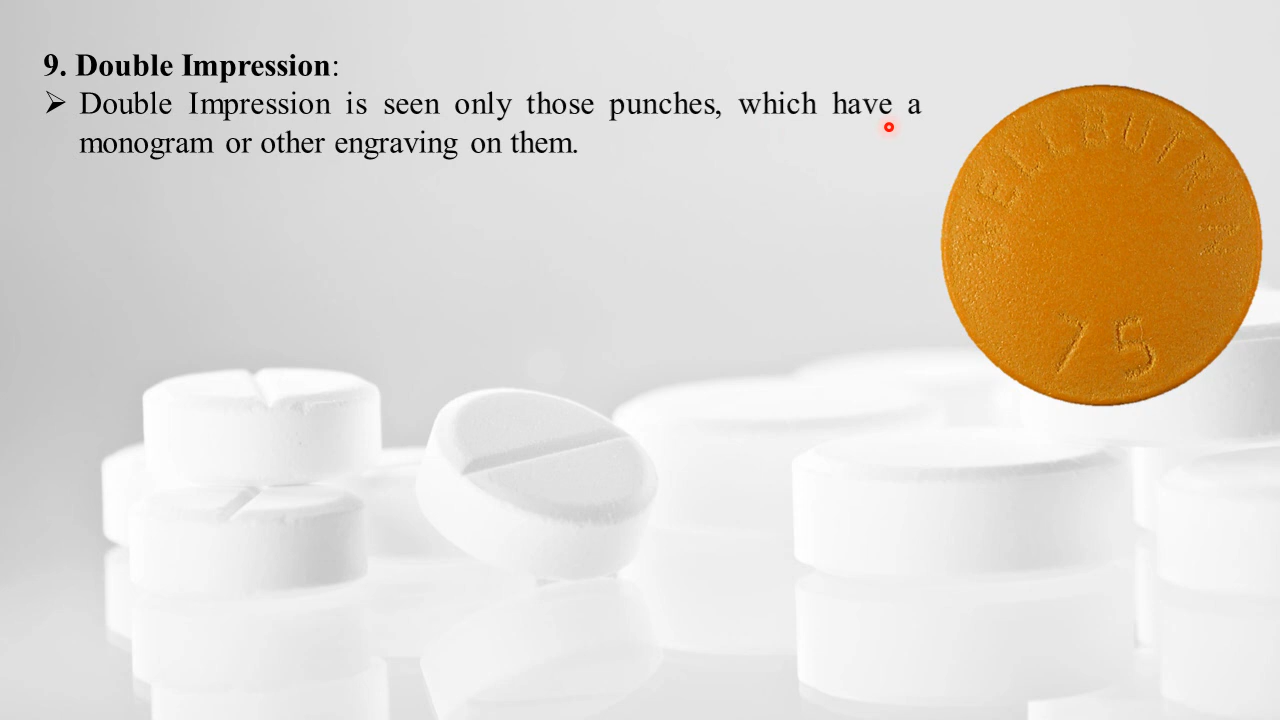 9. Double Impression:
➢ Double Impression is seen only those punches, which have a
monogram or other engraving on them.
WELLBUTRIN
75